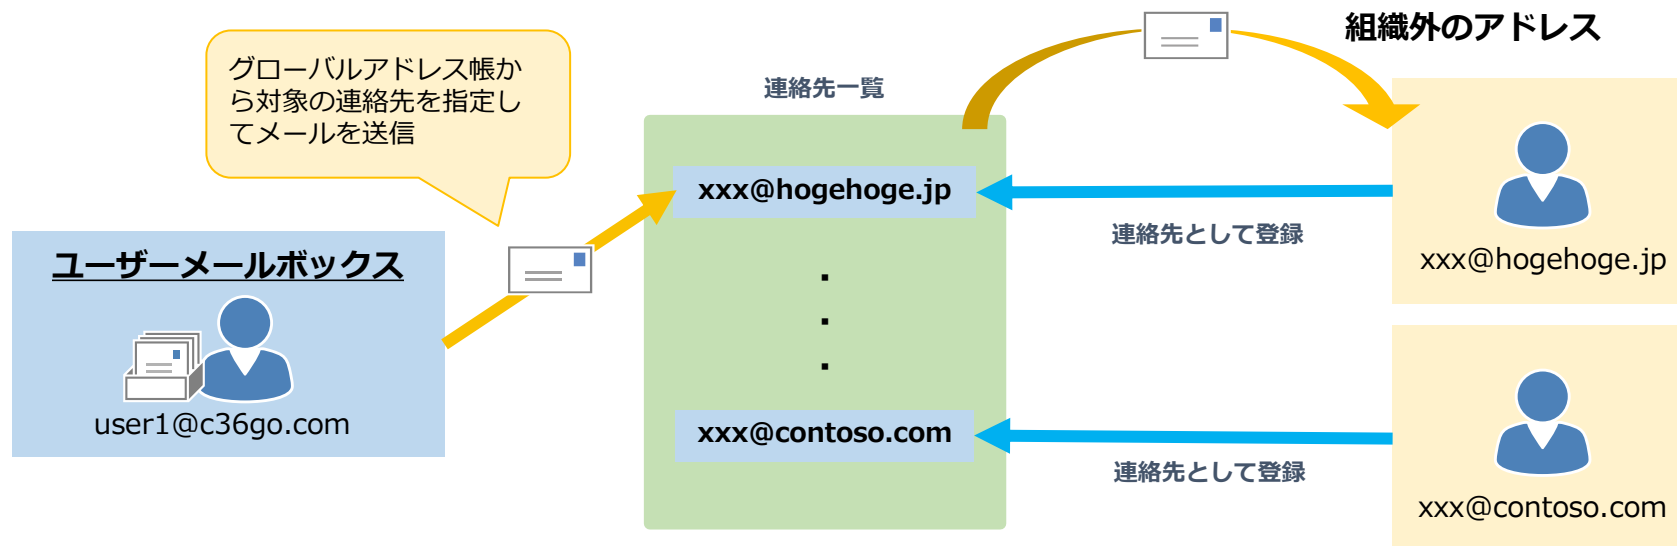 組織外のアドレス
グローバルアドレス帳か
ら対象の連絡先を指定し
てメールを送信
連絡先一覧
xxx@hogehoge.jp
連絡先として登録
xxx@hogehoge.jp
ユーザーメールボックス
user1@c36go.com
・
・
・
xxx@contoso.com
連絡先として登録
xxx@contoso.com